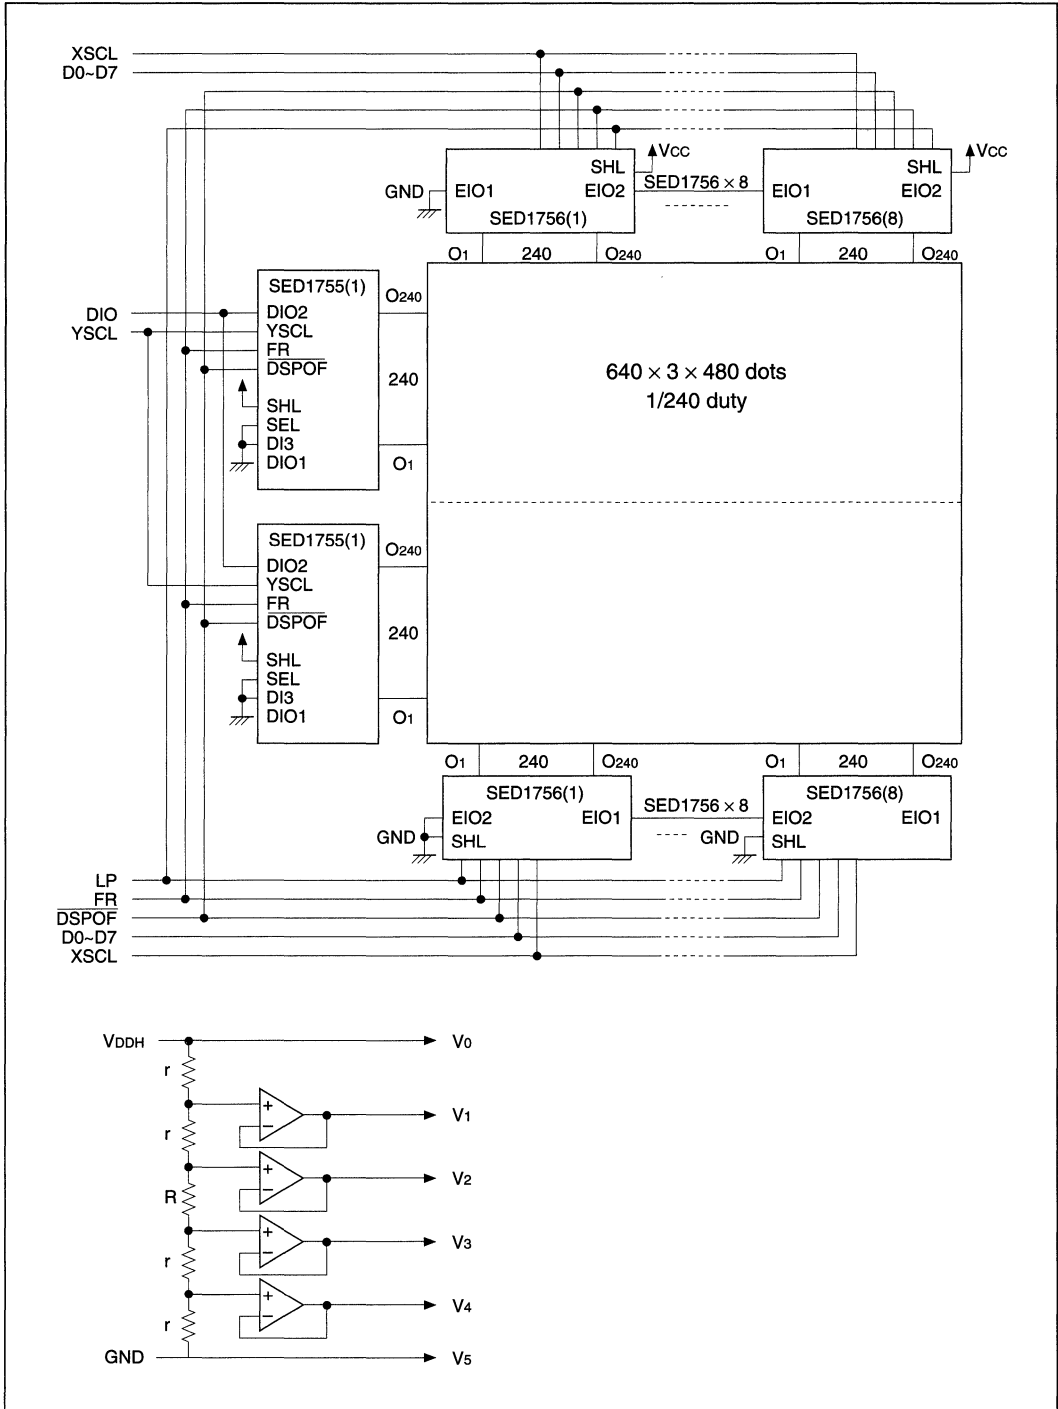 XSCL
D0~D7
SHL VCC SHL VCC
GND EIO1 EIO2 SED1756 × 8 EIO1 EIO2
SED1756(1) SED1756(8)
O1 240 O240 O1 240 O240
SED1755(1) O240
DIO DIO2
YSCL YSCL
FR
DSPOF 240
SHL
SEL
DI3
DIO1 O1
640 × 3 × 480 dots
1/240 duty
SED1755(1) O240
DIO2
YSCL
FR
DSPOF 240
SHL
SEL
DI3
DIO1 O1
O1 240 O240 O1 240 O240
SED1756(1) SED1756(8)
EIO2 EIO1 SED1756 × 8 EIO2 EIO1
GND SHL GND SHL
LP
FR
DSPOF
D0~D7
XSCL
VDDH V0
r
+ − V1
r
+ − V2
R
+ − V3
r
+ − V4
r
GND V5